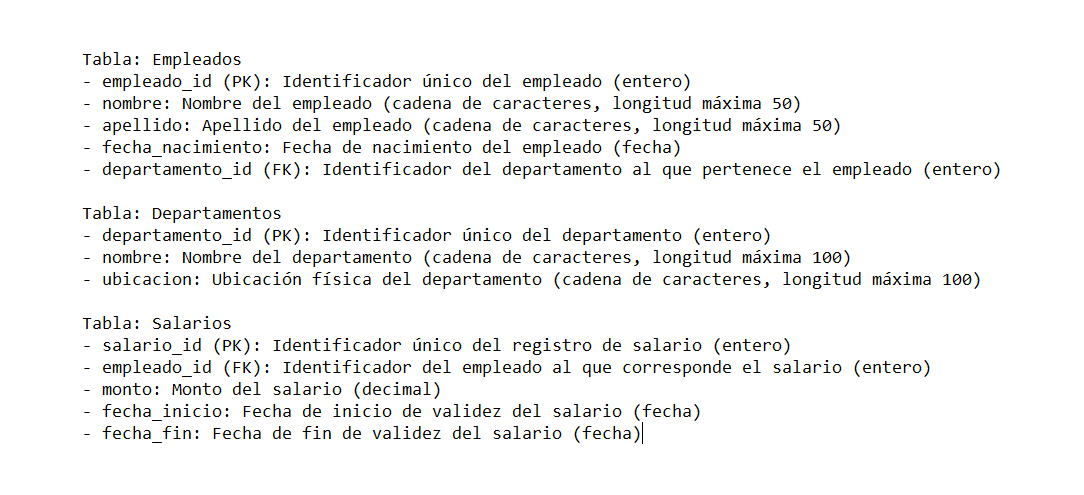 Tabla: Empleados
- empleado_id (PK): Identificador único del empleado (entero)
- nombre: Nombre del empleado (cadena de caracteres, longitud máxima 50)
- apellido: Apellido del empleado (cadena de caracteres, longitud máxima 50)
- fecha_nacimiento: Fecha de nacimiento del empleado (fecha)
- departamento_id (FK): Identificador del departamento al que pertenece el empleado (entero)

Tabla: Departamentos
- departamento_id (PK): Identificador único del departamento (entero)
- nombre: Nombre del departamento (cadena de caracteres, longitud máxima 100)
- ubicacion: Ubicación física del departamento (cadena de caracteres, longitud máxima 100)

Tabla: Salarios
- salario_id (PK): Identificador único del registro de salario (entero)
- empleado_id (FK): Identificador del empleado al que corresponde el salario (entero)
- monto: Monto del salario (decimal)
- fecha_inicio: Fecha de inicio de validez del salario (fecha)
- fecha_fin: Fecha de fin de validez del salario (fecha)